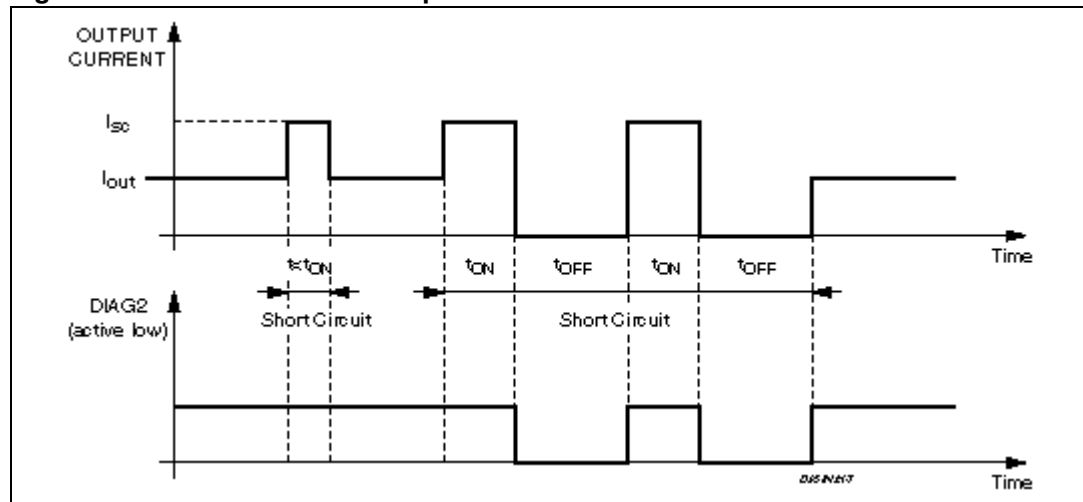 OUTPUT
CURRENT
Isc
Iout
Time
t<tON
tON
tOFF
tON
tOFF
DIAG2
(active low)
Short Circuit
Short Circuit
Time